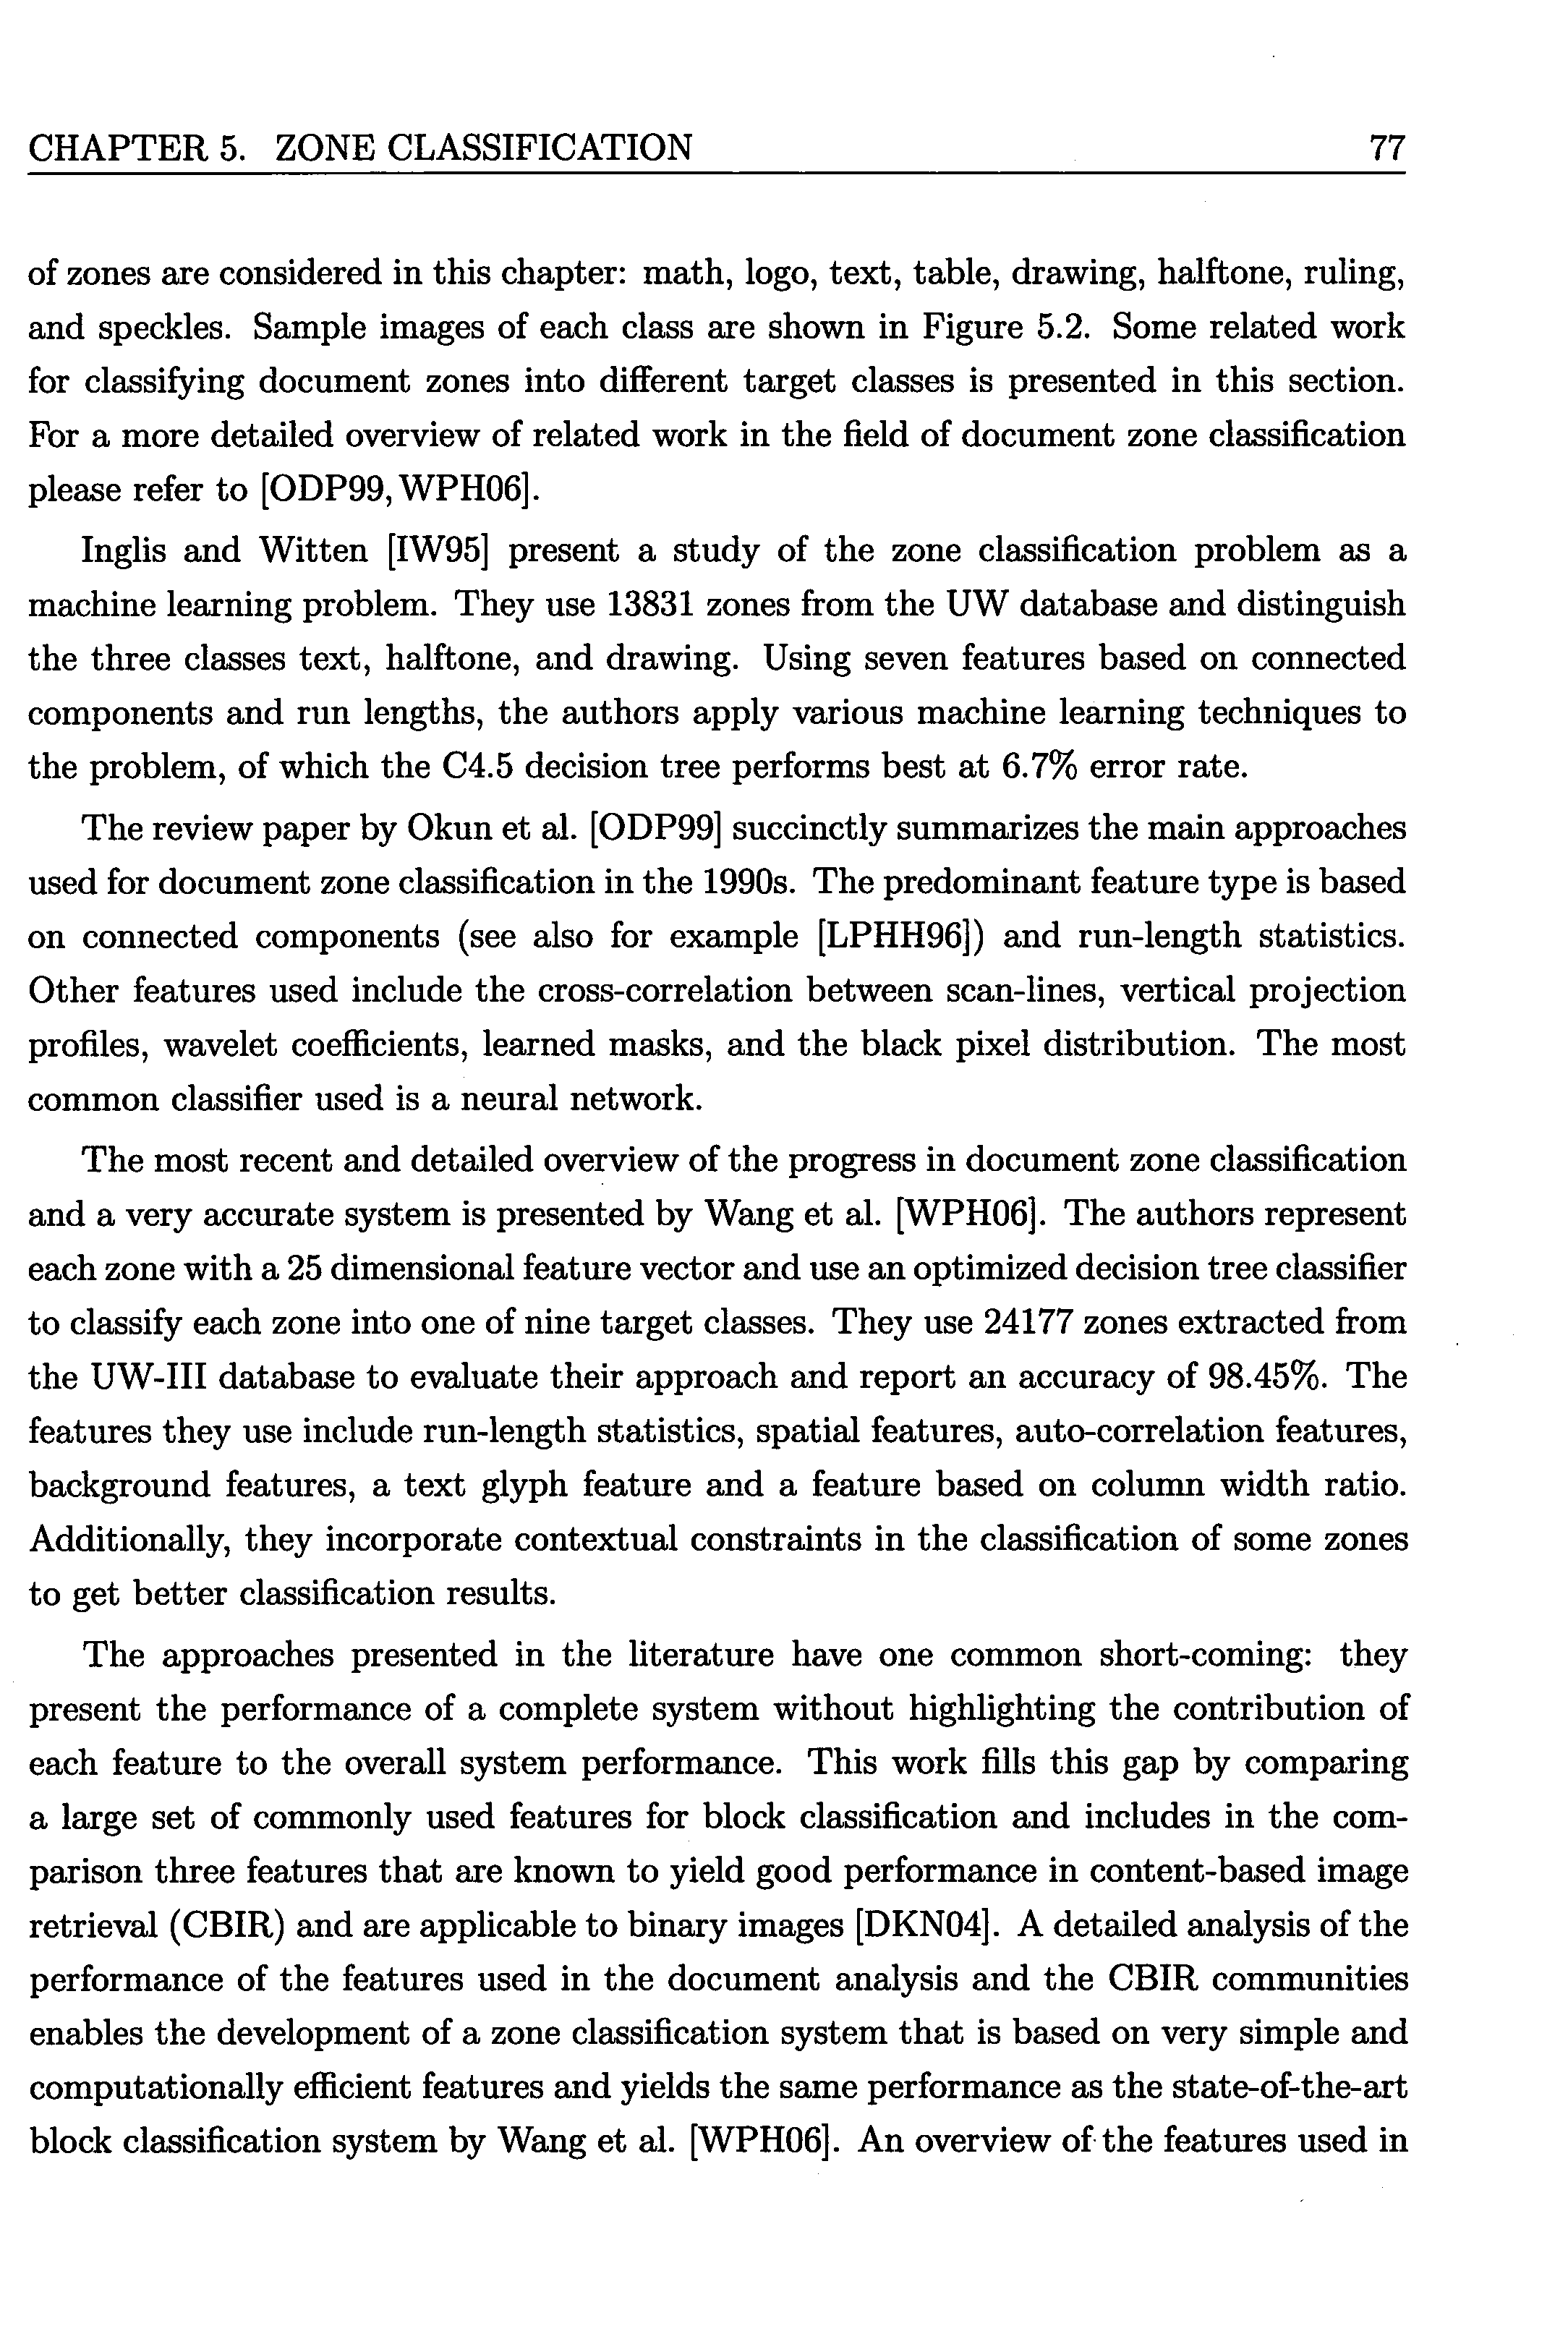 CHAPTER 5. ZONE CLASSIFICATION 77
of zones are considered in this chapter: math, logo, text, table, drawing, halftone, ruling,
and speckles. Sample images of each class are shown in Figure 5.2. Some related work
for classifying document zones into different target classes is presented in this section.
For a more detailed overview of related work in the field of document zone classification
please refer to [ODP99, WPH06].
Inglis and Witten [IW95] present a study of the zone classification problem as a
machine learning problem. They use 13831 zones from the UW database and distinguish
the three classes text, halftone, and drawing. Using seven features based on connected
components and run lengths, the authors apply various machine learning techniques to
the problem, of which the C4.5 decision tree performs best at 6.7% error rate.
The review paper by Okun et al. [ODP99] succinctly summarizes the main approaches
used for document zone classification in the 1990s. The predominant feature type is based
on connected components (see also for example [LPHH96]) and run-length statistics.
Other features used include the cross-correlation between scan-lines, vertical projection
profiles, wavelet coefficients, learned masks, and the black pixel distribution. The most
common classifier used is a neural network.
The most recent and detailed overview of the progress in document zone classification
and a very accurate system is presented by Wang et al. [WPH06]. The authors represent
each zone with a 25 dimensional feature vector and use an optimized decision tree classifier
to classify each zone into one of nine target classes. They use 24177 zones extracted from
the UW-III database to evaluate their approach and report an accuracy of 98.45%. The
features they use include run-length statistics, spatial features, auto-correlation features,
background features, a text glyph feature and a feature based on column width ratio.
Additionally, they incorporate contextual constraints in the classification of some zones
to get better classification results.
The approaches presented in the literature have one common short-coming: they
present the performance of a complete system without highlighting the contribution of
each feature to the overall system performance. This work fills this gap by comparing
a large set of commonly used features for block classification and includes in the com-
parison three features that are known to yield good performance in content-based image
retrieval (CBIR) and are applicable to binary images [DKN04]. A detailed analysis of the
performance of the features used in the document analysis and the CBIR communities
enables the development of a zone classification system that is based on very simple and
computationally efficient features and yields the same performance as the state-of-the-art
block classification system by Wang et al. [WPH06]. An overview of the features used in